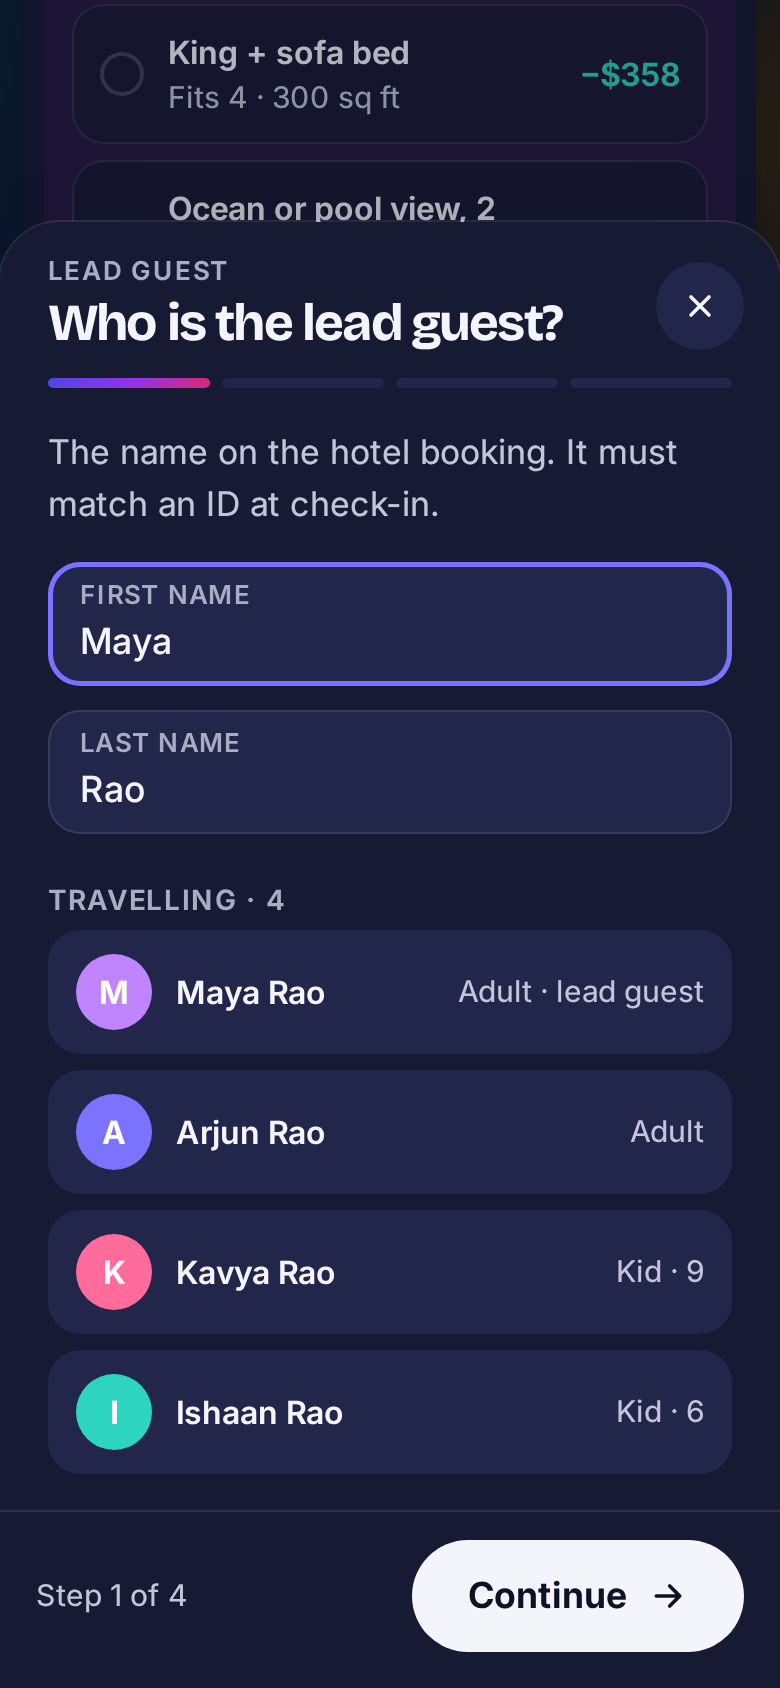 King + sofa bed
Fits 4 · 300 sq ft
−$358
Ocean or pool view, 2
LEAD GUEST
Who is the lead guest?
The name on the hotel booking. It must
match an ID at check-in.
FIRST NAME
Maya
LAST NAME
Rao
TRAVELLING · 4
M Maya Rao Adult · lead guest
A Arjun Rao Adult
K Kavya Rao Kid · 9
I Ishaan Rao Kid · 6
Step 1 of 4
Continue →